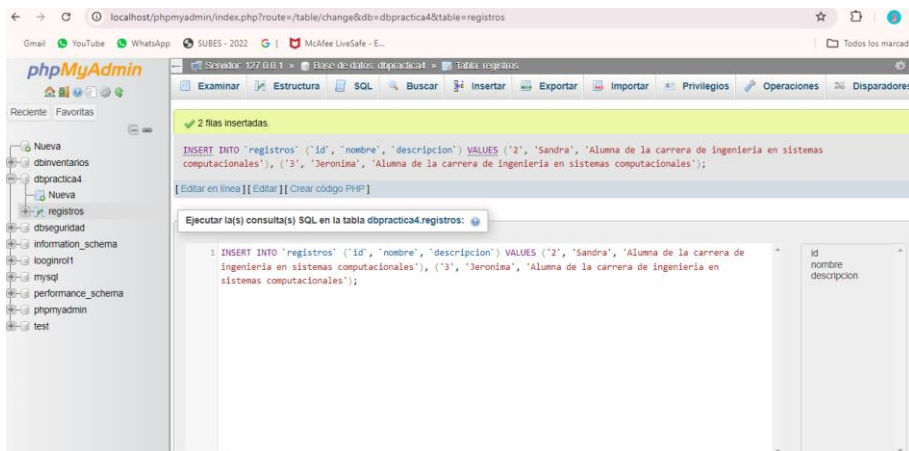 localhost/phpmyadmin/index.php?route=/table/change&db=dbpractica4&table=registros
Gmail YouTube WhatsApp SUBES - 2022 McAfee LiveSafe - E... Todos los marcad
phpMyAdmin
Reciente Favoritas
Nueva
dbinventarios
dbpractica4
Nueva
registros
dbseguridad
information_schema
looginrol1
mysql
performance_schema
phpmyadmin
test
Servidor: 127.0.0.1 » Base de datos: dbpractica4 » Tabla: registros
Examinar Estructura SQL Buscar Insertar Exportar Importar Privilegios Operaciones Disparadores
2 filas insertadas.
INSERT INTO `registros` (`id`, `nombre`, `descripcion`) VALUES ('2', 'Sandra', 'Alumna de la carrera de ingenieria en sistemas
computacionales'), ('3', 'Jeronima', 'Alumna de la carrera de ingenieria en sistemas computacionales');
[ Editar en línea ] [ Editar ] [ Crear código PHP ]
Ejecutar la(s) consulta(s) SQL en la tabla dbpractica4.registros:
1 INSERT INTO `registros` (`id`, `nombre`, `descripcion`) VALUES ('2', 'Sandra', 'Alumna de la carrera de
ingenieria en sistemas computacionales'), ('3', 'Jeronima', 'Alumna de la carrera de ingenieria en
sistemas computacionales');
id
nombre
descripcion